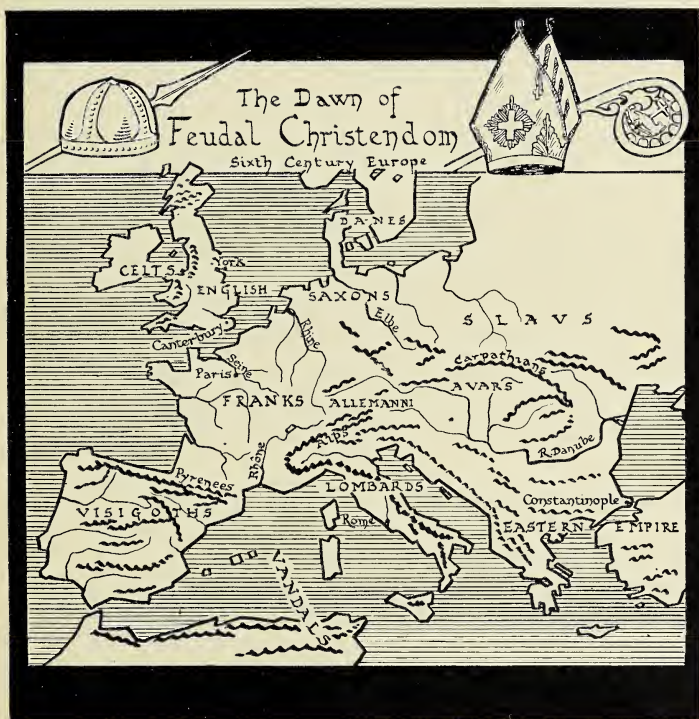 The Dawn of
Feudal Christendom
Sixth Century Europe
DANES
CELTS
York
ENGLISH
SAXONS
Elbe
SLAVS
Canterbury
Rhine
Seine
Paris
Carpathians
AVARS
FRANKS
ALLEMANNI
Alps
R. Danube
Rhône
Pyrenees
LOMBARDS
VISIGOTHS
Rome
Constantinople
EASTERN EMPIRE
VANDALS